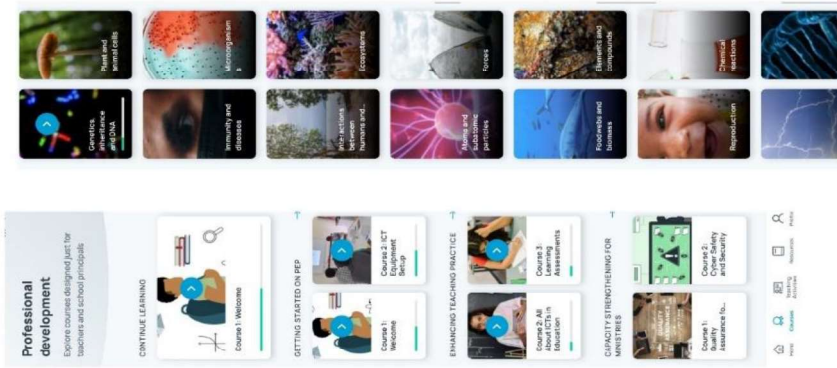 Professional
development
Explore courses designed just for
teachers and school principals
CONTINUE LEARNING
Course 1: Welcome
GETTING STARTED ON PEP
Course 1:
Welcome
Course 2: ICT
Equipment
Setup
ENHANCING TEACHING PRACTICE
Course 2: All
About ICTs in
Education
Course 3:
Learning
Assessments
CAPACITY STRENGTHENING FOR
MINISTRIES
Course 1:
Quality
Assurance fo...
Course 2:
Cyber Safety
and Security
Home
Courses
Teaching
Activities
Resources
Profile
Genetics,
inheritance
and DNA
Plant and
animal cells
Immunity and
diseases
Microorganism
s
Interactions
between
humans and...
Ecosystems
Atoms and
subatomic
particles
Forces
Foodwebs and
biomass
Elements and
compounds
Reproduction
Chemical
reactions